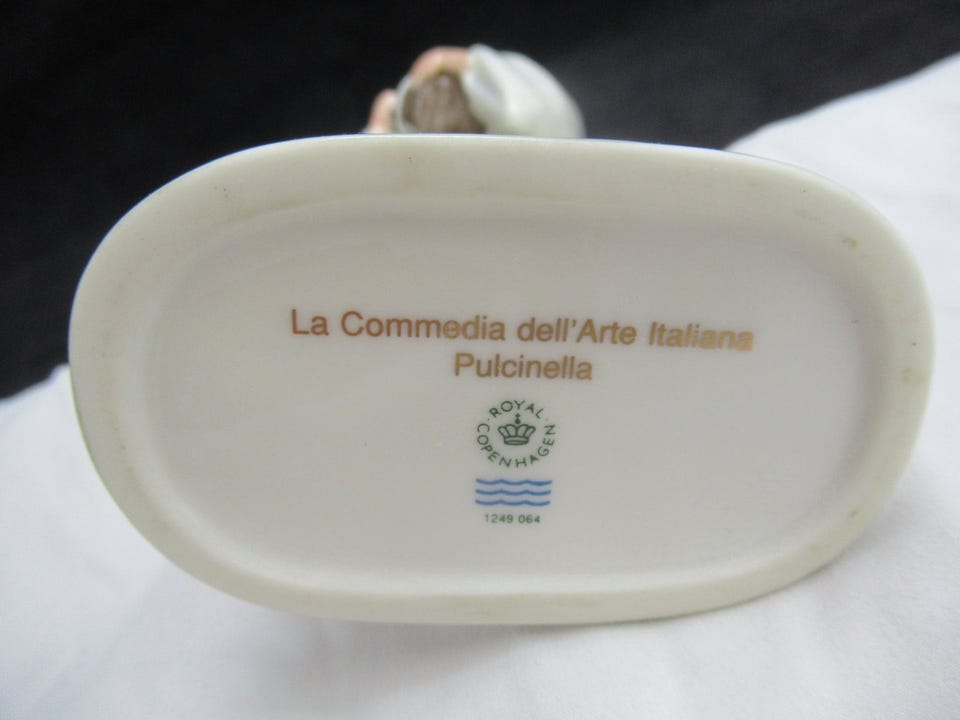 La Commedia dell'Arte Italiana
Pulcinella
ROYAL
COPENHAGEN
1249 064